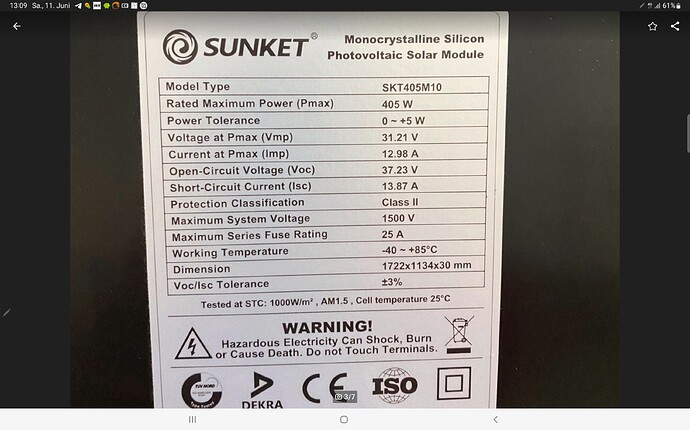 13:09 Sa., 11. Juni
61%
SUNKET®
Monocrystalline Silicon
Photovoltaic Solar Module
Model Type SKT405M10
Rated Maximum Power (Pmax) 405 W
Power Tolerance 0 ~ +5 W
Voltage at Pmax (Vmp) 31.21 V
Current at Pmax (Imp) 12.98 A
Open-Circuit Voltage (Voc) 37.23 V
Short-Circuit Current (Isc) 13.87 A
Protection Classification Class II
Maximum System Voltage 1500 V
Maximum Series Fuse Rating 25 A
Working Temperature -40 ~ +85°C
Dimension 1722x1134x30 mm
Voc/Isc Tolerance ±3%
Tested at STC: 1000W/m² , AM1.5 , Cell temperature 25°C
WARNING!
Hazardous Electricity Can Shock, Burn
or Cause Death. Do not Touch Terminals.
TUV NORD
DEKRA
CE
ISO
3/7